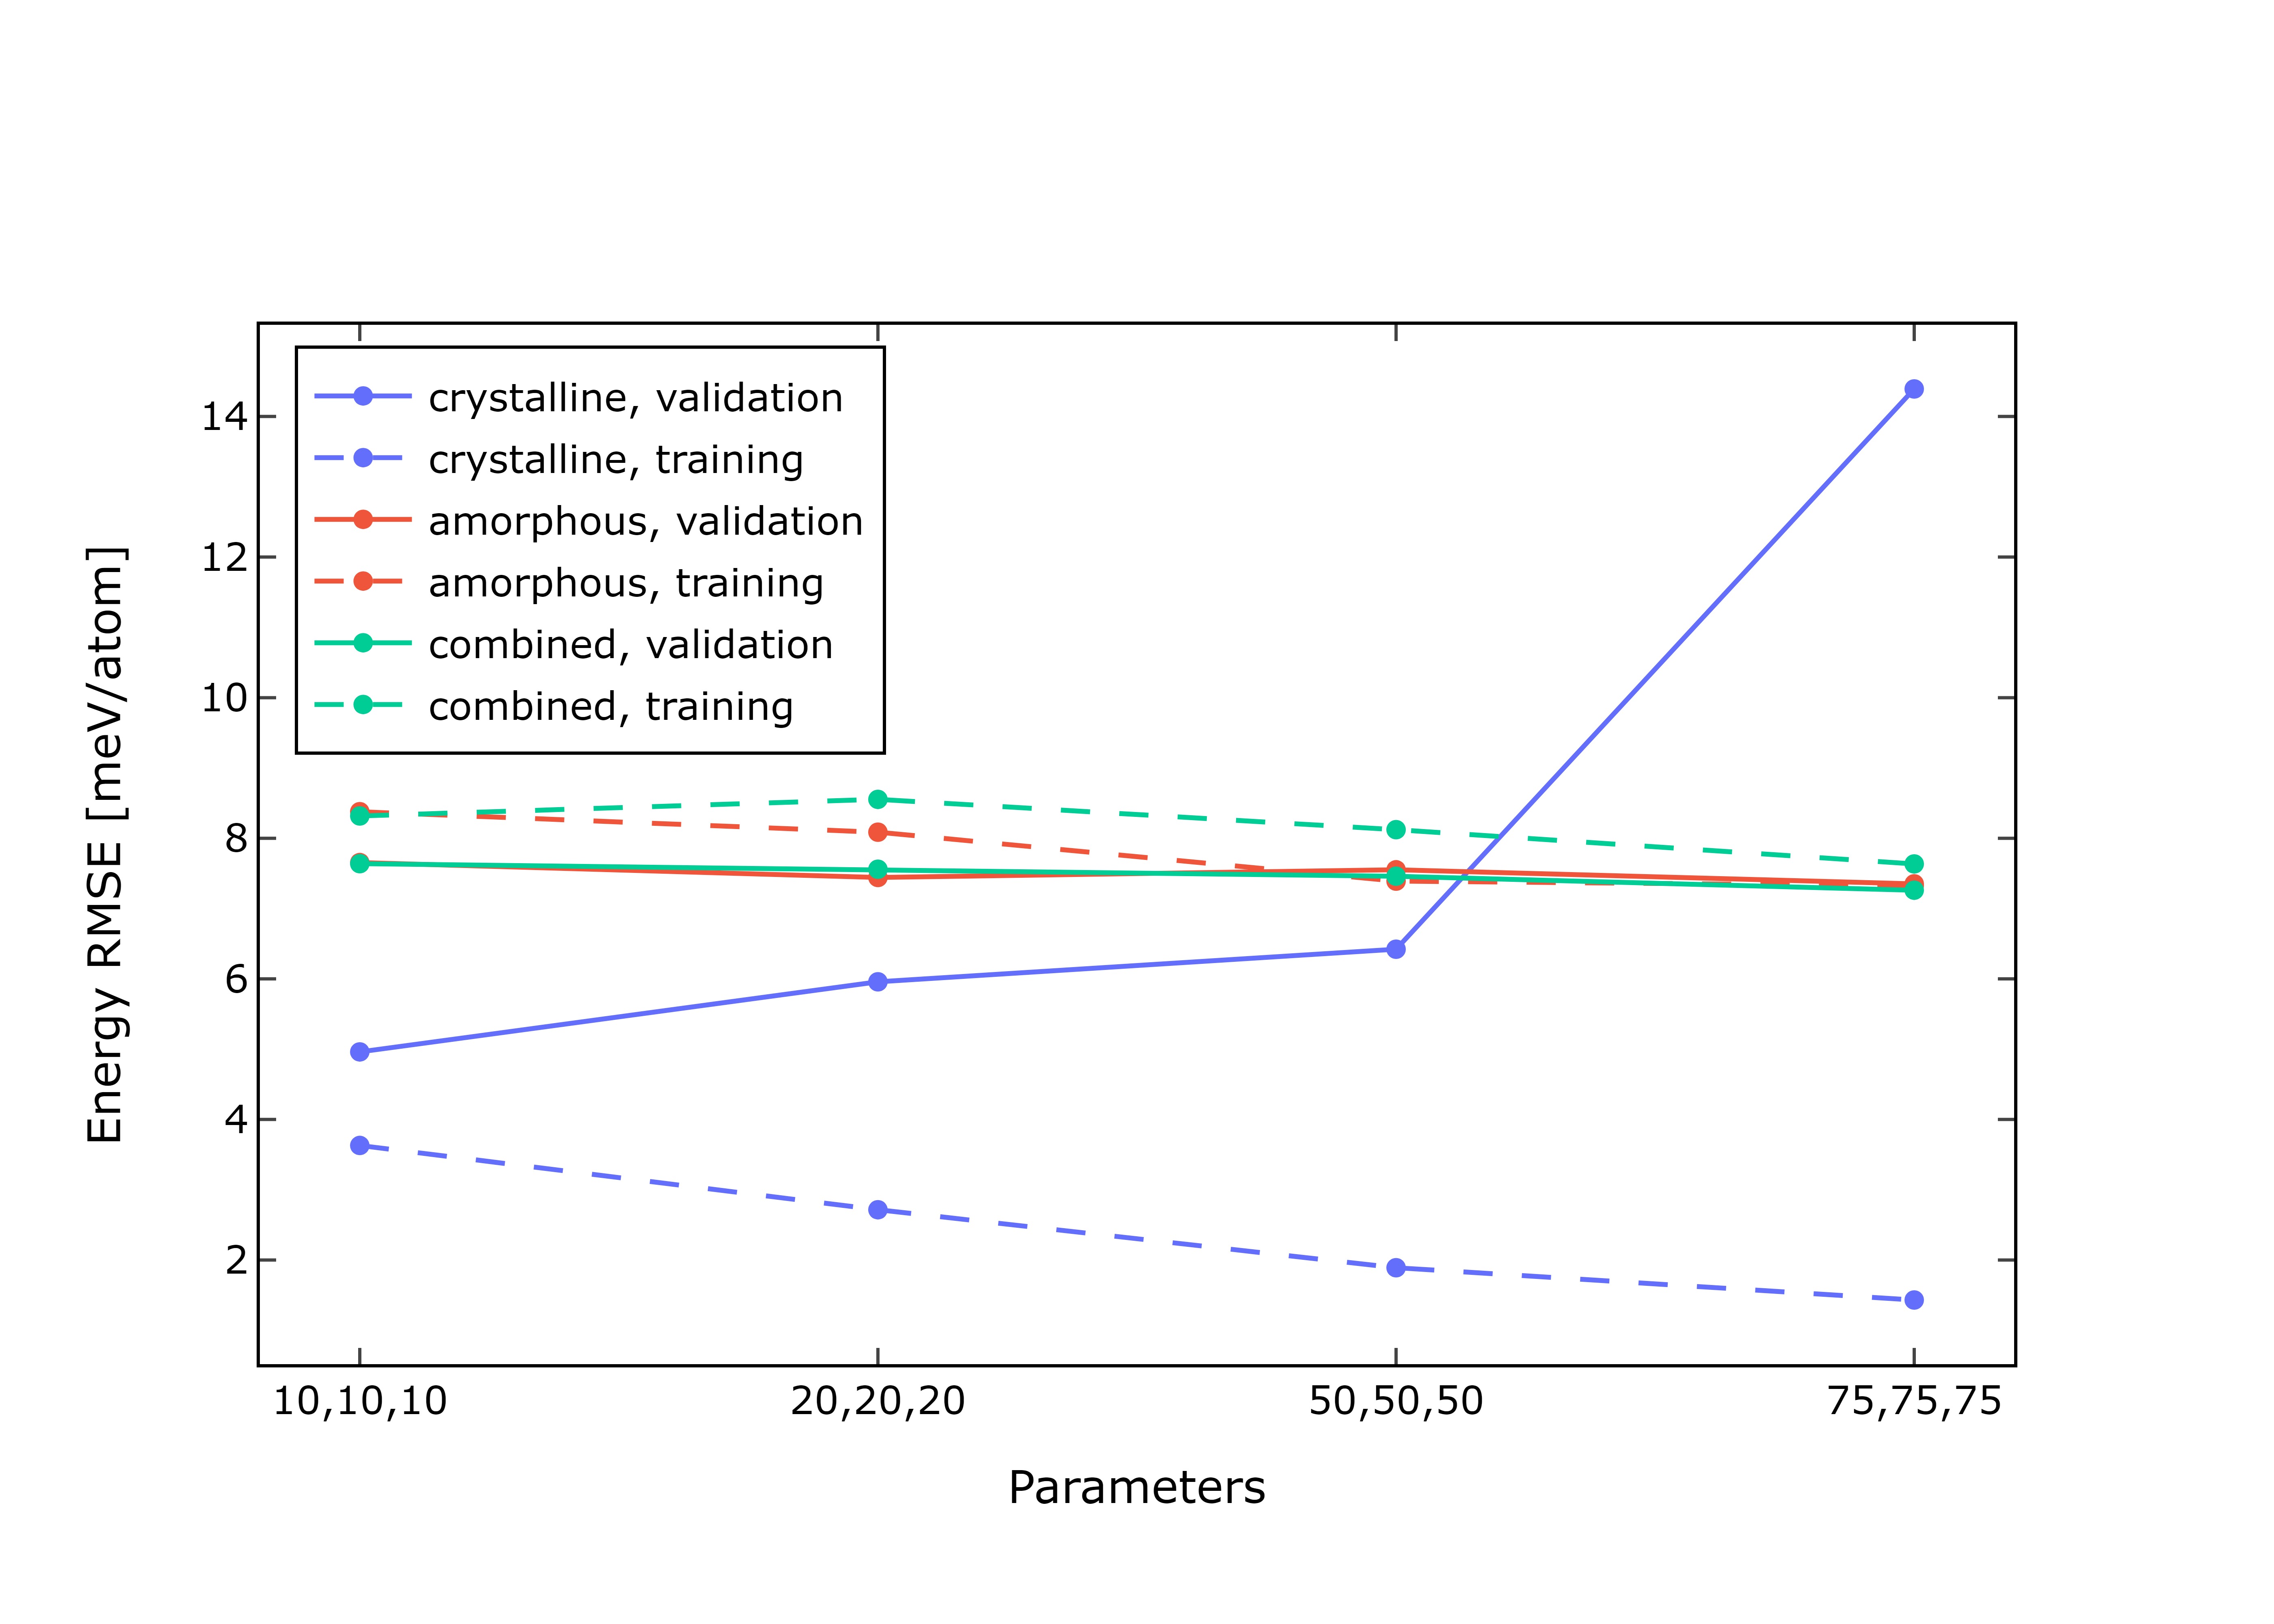 crystalline, validation
crystalline, training
amorphous, validation
amorphous, training
combined, validation
combined, training
14
12
10
8
6
4
2
Energy RMSE [meV/atom]
10,10,10
20,20,20
50,50,50
75,75,75
Parameters